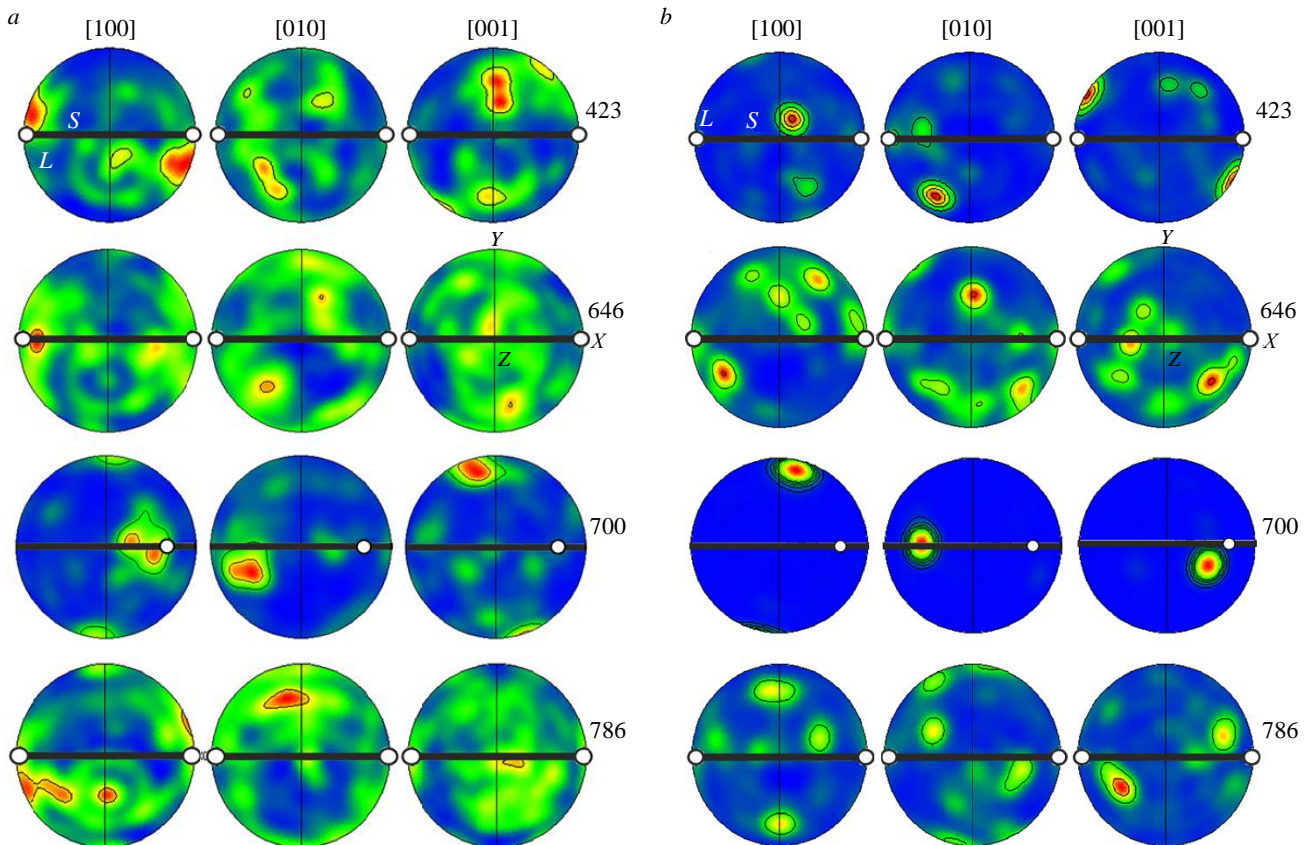 a [100] [010] [001] b [100] [010] [001]
S L 423 L S 423
Y Y
646 646
X X
Z Z
700 700
786 786